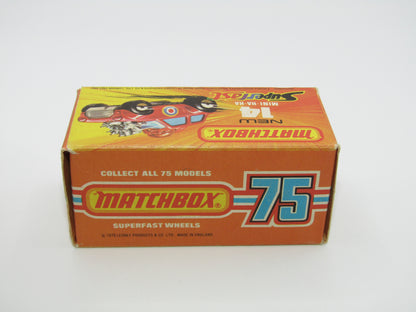 MATCHBOX
NEW
14
MINI HA-HA
Superfast
COLLECT ALL 75 MODELS
MATCHBOX®
75
SUPERFAST WHEELS
© 1975 LESNEY PRODUCTS & CO. LTD. MADE IN ENGLAND